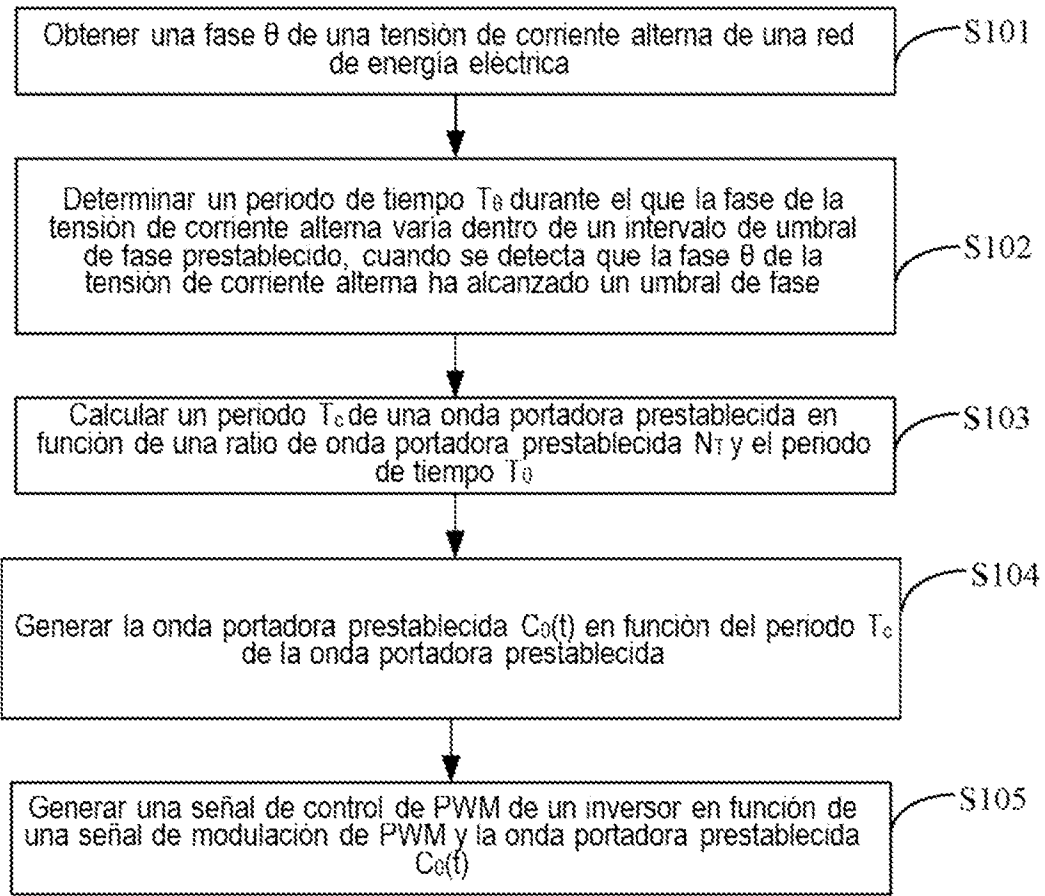 Obtener una fase θ de una tensión de corriente alterna de una red
de energía eléctrica
S101
Determinar un periodo de tiempo Tθ durante el que la fase de la
tensión de corriente alterna varía dentro de un intervalo de umbral
de fase prestablecido, cuando se detecta que la fase θ de la
tensión de corriente alterna ha alcanzado un umbral de fase
S102
Calcular un periodo Tc de una onda portadora prestablecida en
función de una ratio de onda portadora prestablecida NT y el periodo
de tiempo Tθ
S103
Generar la onda portadora prestablecida C0(t) en función del periodo Tc
de la onda portadora prestablecida
S104
Generar una señal de control de PWM de un inversor en función de
una señal de modulación de PWM y la onda portadora prestablecida
C0(t)
S105